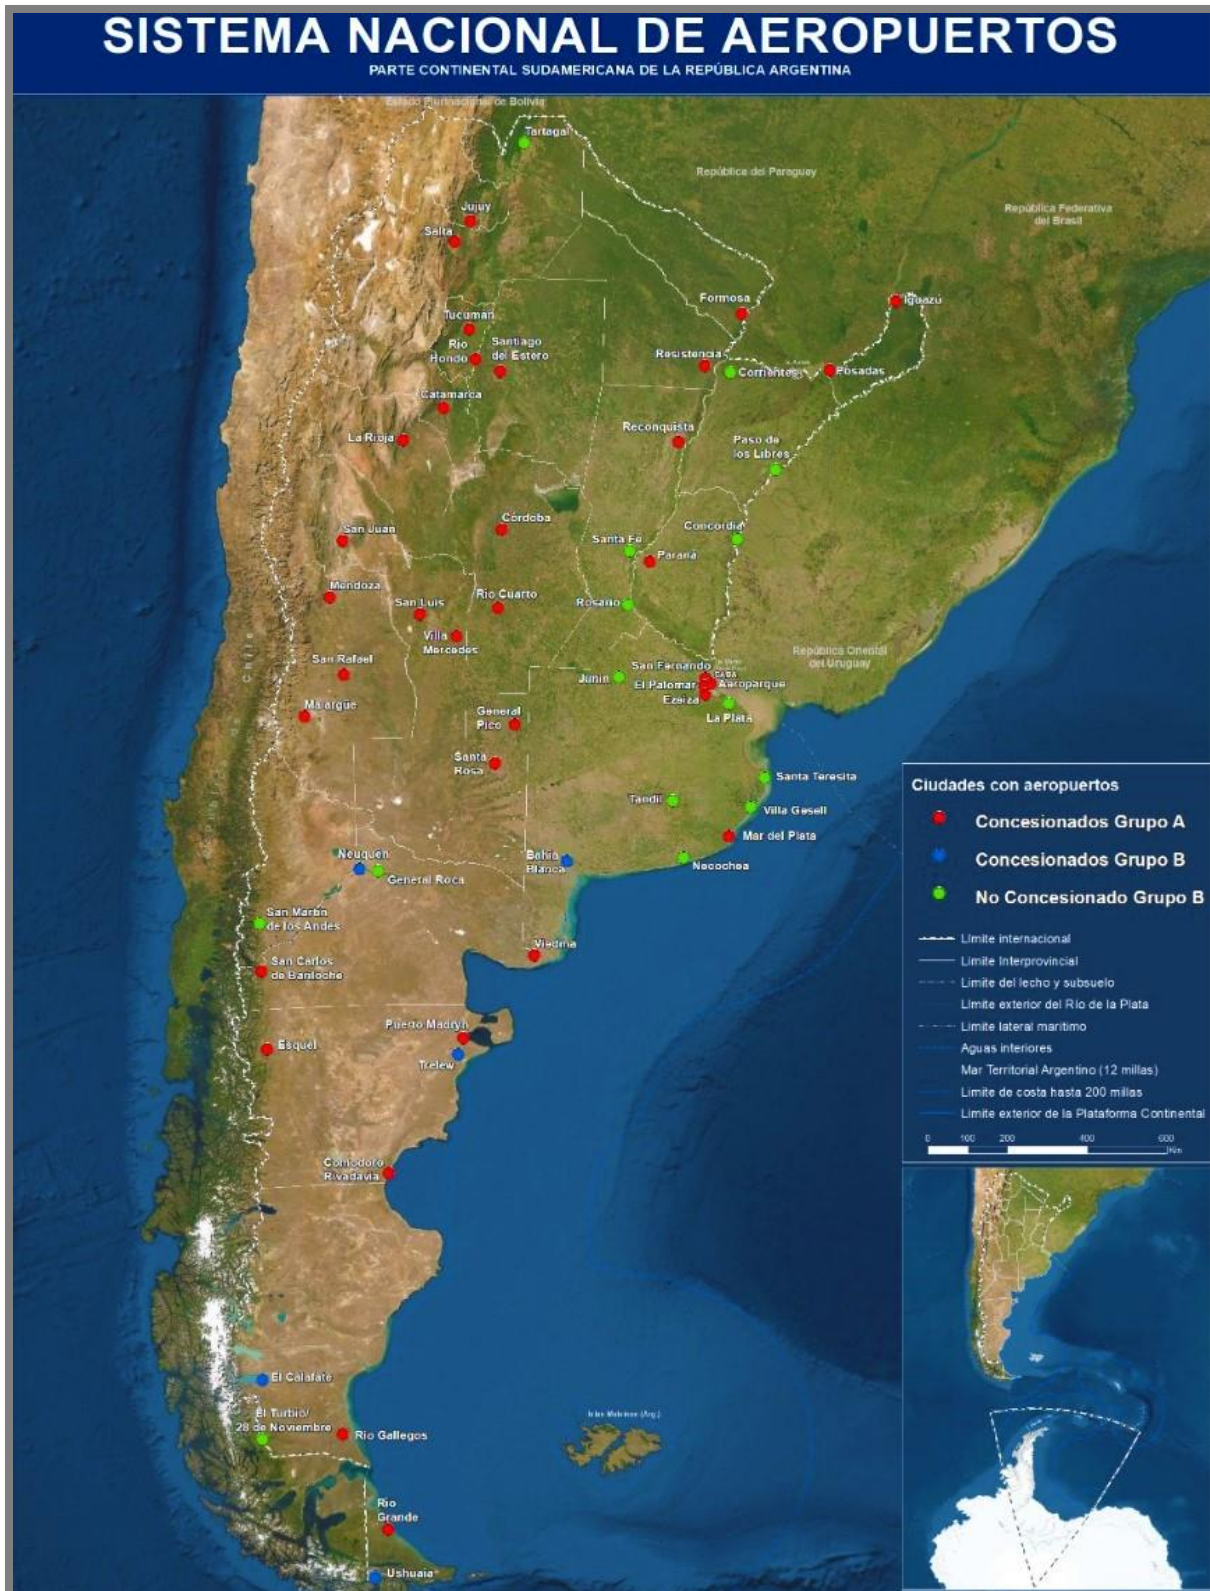 SISTEMA NACIONAL DE AEROPUERTOS
PARTE CONTINENTAL SUDAMERICANA DE LA REPÚBLICA ARGENTINA
Estado Plurinacional de Bolivia
Tartagal
República del Paraguay
República Federativa
del Brasil
Jujuy
Salta
Formosa
Iguazú
Tucumán
Río
Hondo
Santiago
del Estero
Resistencia
Corrientes
Posadas
Catamarca
La Rioja
Reconquista
Paso de
los Libres
Córdoba
San Juan
Concordia
Santa Fe
Paraná
Mendoza
San Luis
Río Cuarto
Rosario
Villa
Mercedes
Chile
San Rafael
República Oriental
del Uruguay
San Fernando
CABA
Junín
El Palomar
Aeroparque
Ezeiza
La Plata
Malargüe
General
Pico
Santa
Rosa
Santa Teresita
Tandil
Villa Gesell
Mar del Plata
Necochea
Neuquén
General Roca
Bahía
Blanca
San Martín
de los Andes
Viedma
San Carlos
de Bariloche
Puerto Madryn
Esquel
Trelew
Comodoro
Rivadavia
El Calafate
El Turbio/
28 de Noviembre
Río Gallegos
Islas Malvinas (Arg.)
Río
Grande
Ushuaia
Ciudades con aeropuertos
Concesionados Grupo A
Concesionados Grupo B
No Concesionado Grupo B
Límite internacional
Límite Interprovincial
Límite del lecho y subsuelo
Límite exterior del Río de la Plata
Límite lateral marítimo
Aguas interiores
Mar Territorial Argentino (12 millas)
Límite de costa hasta 200 millas
Límite exterior de la Plataforma Continental
0 100 200 400 600
Km